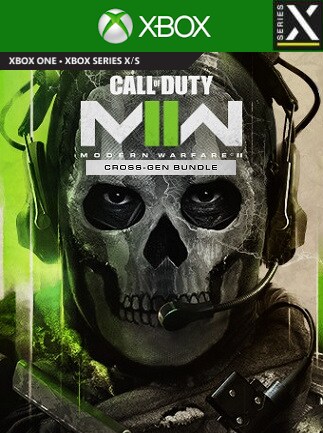 XBOX
SERIES
X
XBOX ONE • XBOX SERIES X/S
CALL OF DUTY
MWII
MODERN WARFARE II
CROSS-GEN BUNDLE